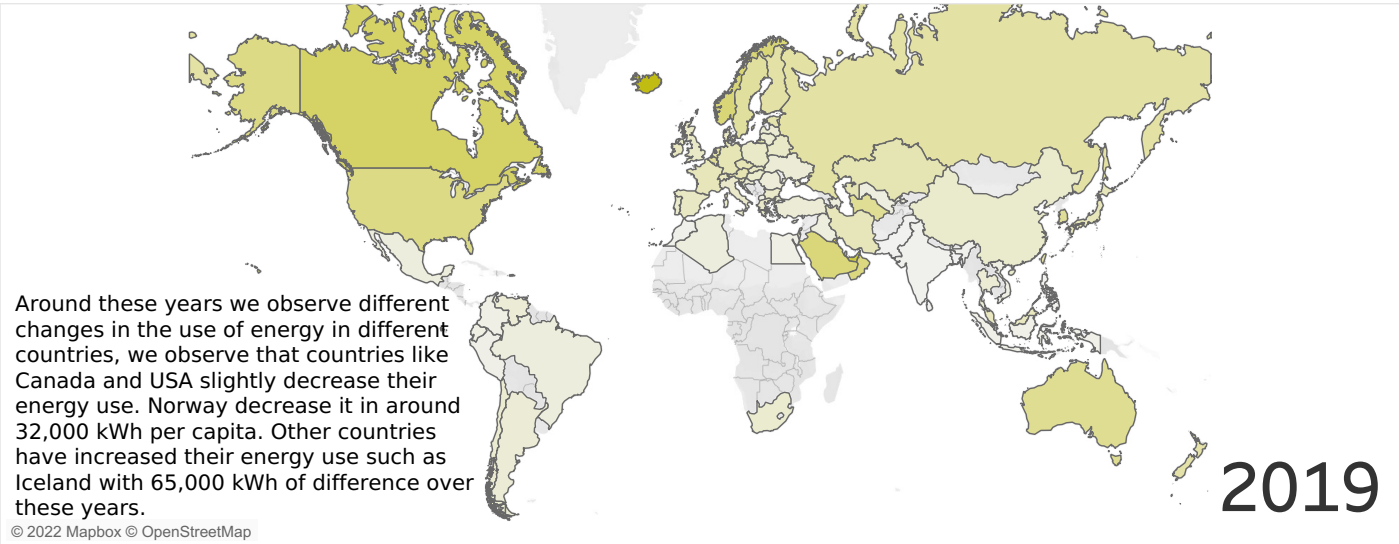 Around these years we observe different
changes in the use of energy in different
countries, we observe that countries like
Canada and USA slightly decrease their
energy use. Norway decrease it in around
32,000 kWh per capita. Other countries
have increased their energy use such as
Iceland with 65,000 kWh of difference over
these years.
2019
© 2022 Mapbox © OpenStreetMap